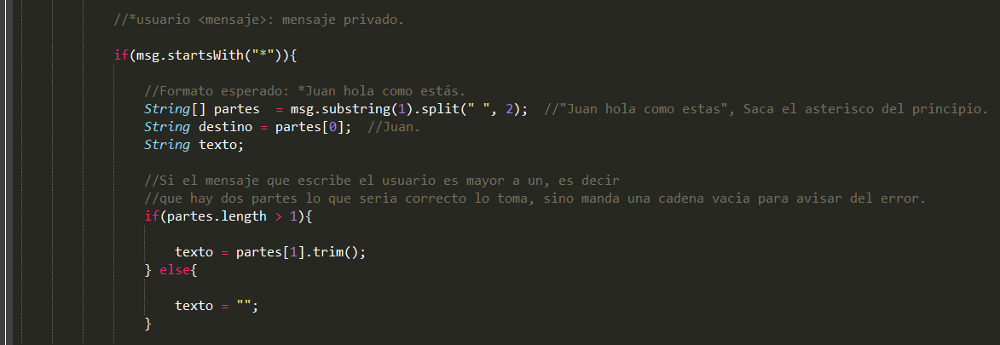 //*usuario <mensaje>: mensaje privado.
if(msg.startsWith("*")){
//Formato esperado: *Juan hola como estás.
String[] partes  = msg.substring(1).split(" ", 2);  //"Juan hola como estas", Saca el asterisco del principio.
String destino = partes[0];  //Juan.
String texto;
//Si el mensaje que escribe el usuario es mayor a un, es decir
//que hay dos partes lo que seria correcto lo toma, sino manda una cadena vacia para avisar del error.
if(partes.length > 1){
texto = partes[1].trim();
} else{
texto = "";
}